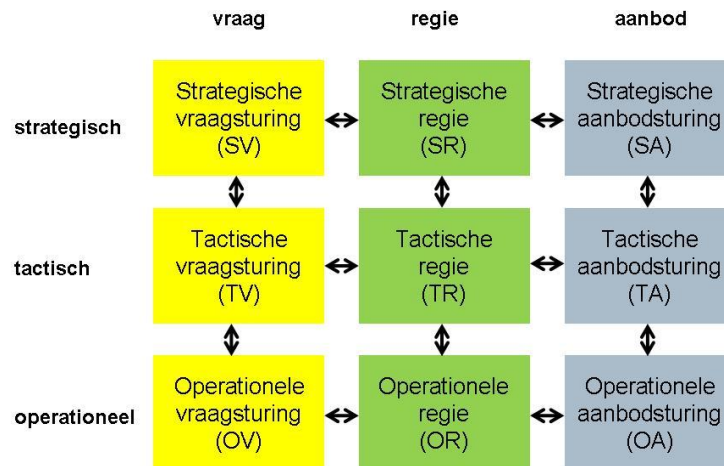 vraag regie aanbod
strategisch
Strategische
vraagsturing
(SV)
Strategische
regie
(SR)
Strategische
aanbodsturing
(SA)
tactisch
Tactische
vraagsturing
(TV)
Tactische
regie
(TR)
Tactische
aanbodsturing
(TA)
operationeel
Operationele
vraagsturing
(OV)
Operationele
regie
(OR)
Operationele
aanbodsturing
(OA)